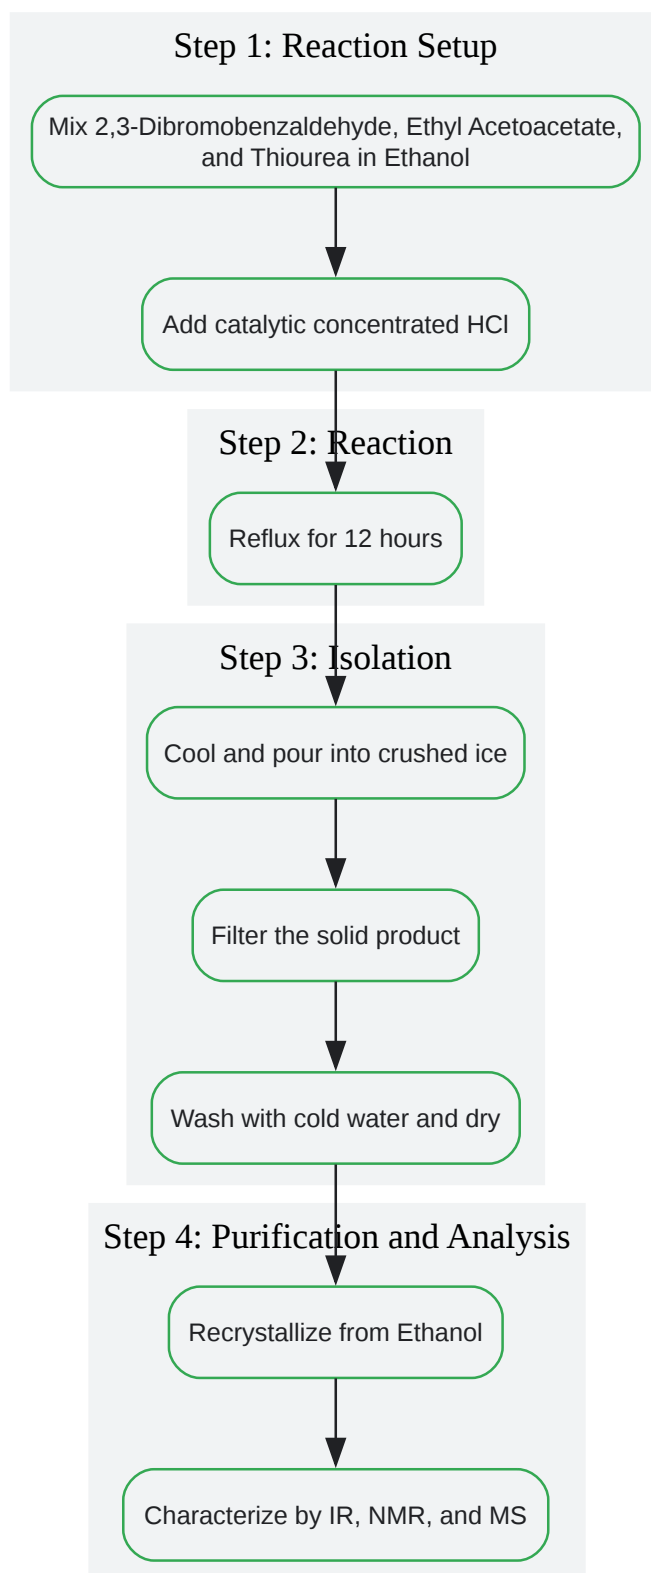 Step 1: Reaction Setup
Mix 2,3-Dibromobenzaldehyde, Ethyl Acetoacetate,
and Thiourea in Ethanol
Add catalytic concentrated HCl
Step 2: Reaction
Reflux for 12 hours
Step 3: Isolation
Cool and pour into crushed ice
Filter the solid product
Wash with cold water and dry
Step 4: Purification and Analysis
Recrystallize from Ethanol
Characterize by IR, NMR, and MS